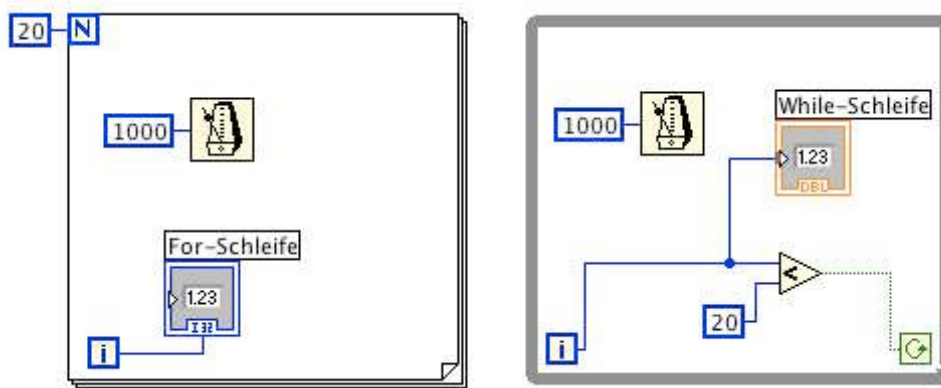 20 N
1000
For-Schleife
1.23
I32
i
1000
While-Schleife
1.23
DBL
<
20
i